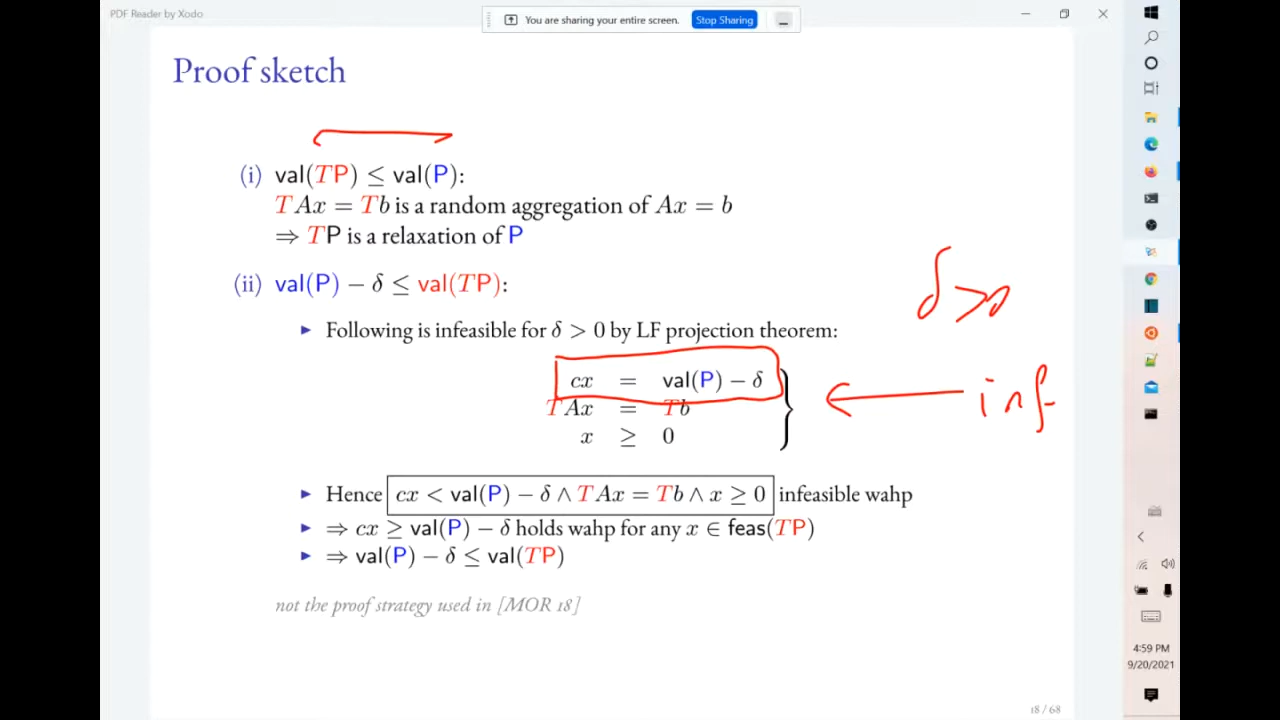 PDF Reader by Xodo
You are sharing your entire screen. Stop Sharing
Proof sketch
(i) val(TP) ≤ val(P):
TAx = Tb is a random aggregation of Ax = b
⇒ TP is a relaxation of P
(ii) val(P) − δ ≤ val(TP):
▶ Following is infeasible for δ > 0 by LF projection theorem:
cx = val(P) − δ
TAx = Tb
x ≥ 0
δ>0
inf
▶ Hence cx < val(P) − δ ∧ TAx = Tb ∧ x ≥ 0 infeasible wahp
▶ ⇒ cx ≥ val(P) − δ holds wahp for any x ∈ feas(TP)
▶ ⇒ val(P) − δ ≤ val(TP)
not the proof strategy used in [MOR 18]
18 / 68
4:59 PM
9/20/2021